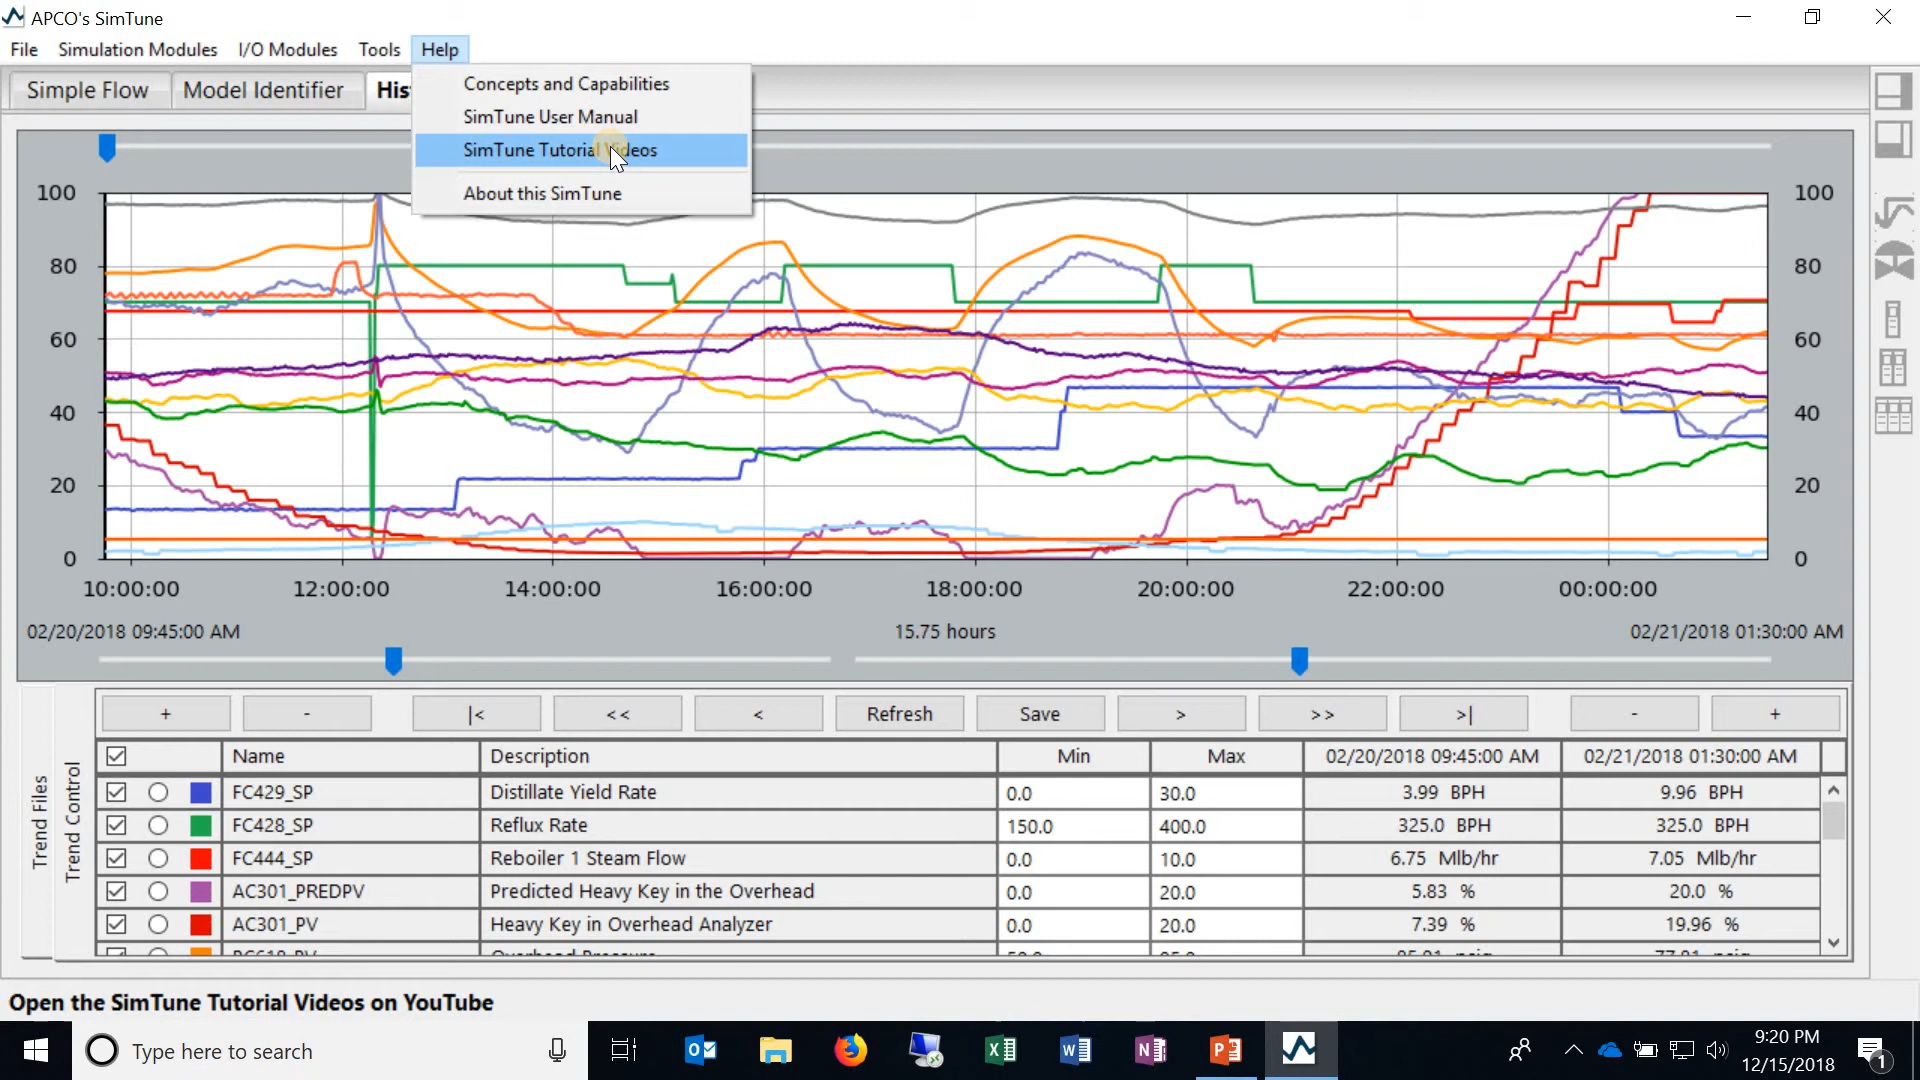 APCO's SimTune
File Simulation Modules I/O Modules Tools Help
Simple Flow Model Identifier His
Concepts and Capabilities
SimTune User Manual
SimTune Tutorial Videos
About this SimTune
100 100
80 80
60 60
40 40
20 20
0 0
10:00:00 12:00:00 14:00:00 16:00:00 18:00:00 20:00:00 22:00:00 00:00:00
02/20/2018 09:45:00 AM 15.75 hours 02/21/2018 01:30:00 AM
+ - |< << < Refresh Save > >> >| - +
Trend Files
Trend Control
Name Description Min Max 02/20/2018 09:45:00 AM 02/21/2018 01:30:00 AM
FC429_SP Distillate Yield Rate 0.0 30.0 3.99 BPH 9.96 BPH
FC428_SP Reflux Rate 150.0 400.0 325.0 BPH 325.0 BPH
FC444_SP Reboiler 1 Steam Flow 0.0 10.0 6.75 Mlb/hr 7.05 Mlb/hr
AC301_PREDPV Predicted Heavy Key in the Overhead 0.0 20.0 5.83 % 20.0 %
AC301_PV Heavy Key in Overhead Analyzer 0.0 20.0 7.39 % 19.96 %
Overhead Pressure
Open the SimTune Tutorial Videos on YouTube
Type here to search
9:20 PM
12/15/2018
1